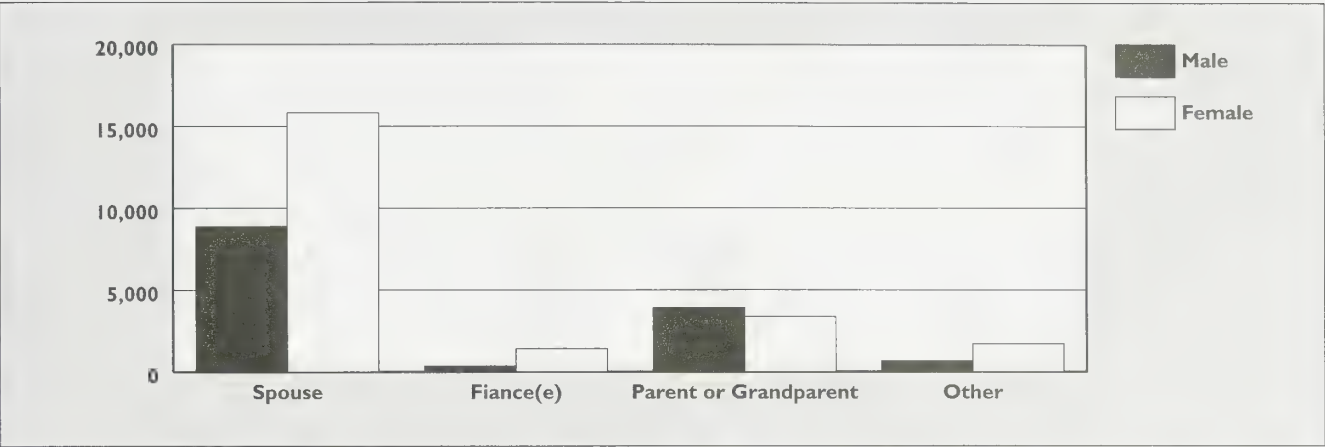 20,000
15,000
10,000
5,000
0
Spouse
Fiance(e)
Parent or Grandparent
Other
Male
Female